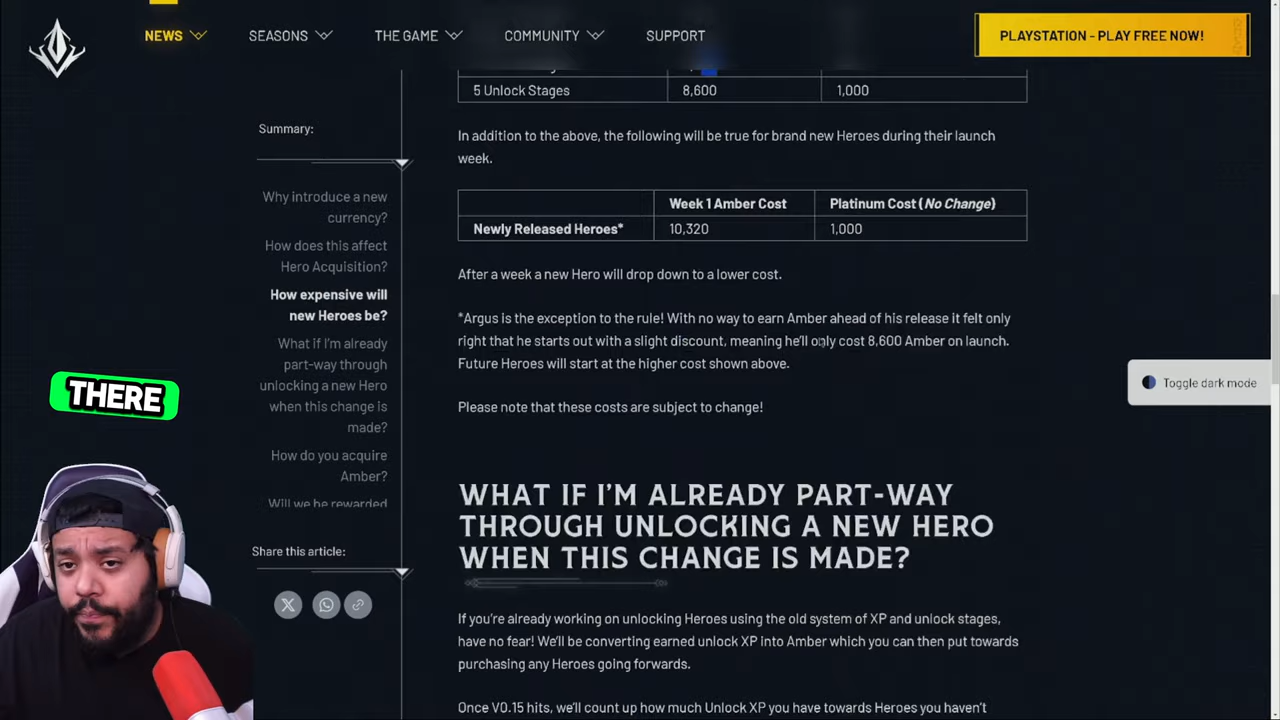 NEWS
SEASONS
THE GAME
COMMUNITY
SUPPORT
PLAYSTATION - PLAY FREE NOW!
5 Unlock Stages 8,600 1,000
Summary:
In addition to the above, the following will be true for brand new Heroes during their launch
week.
Week 1 Amber Cost Platinum Cost (No Change)
Newly Released Heroes* 10,320 1,000
After a week a new Hero will drop down to a lower cost.
*Argus is the exception to the rule! With no way to earn Amber ahead of his release it felt only
right that he starts out with a slight discount, meaning he'll only cost 8,600 Amber on launch.
Future Heroes will start at the higher cost shown above.
Please note that these costs are subject to change!
WHAT IF I'M ALREADY PART-WAY
THROUGH UNLOCKING A NEW HERO
WHEN THIS CHANGE IS MADE?
If you're already working on unlocking Heroes using the old system of XP and unlock stages,
have no fear! We'll be converting earned unlock XP into Amber which you can then put towards
purchasing any Heroes going forwards.
Once V0.15 hits, we'll count up how much Unlock XP you have towards Heroes you haven't
Why introduce a new
currency?
How does this affect
Hero Acquisition?
How expensive will
new Heroes be?
What if I'm already
part-way through
unlocking a new Hero
when this change is
made?
How do you acquire
Amber?
Will we be rewarded
Share this article:
Toggle dark mode
THERE